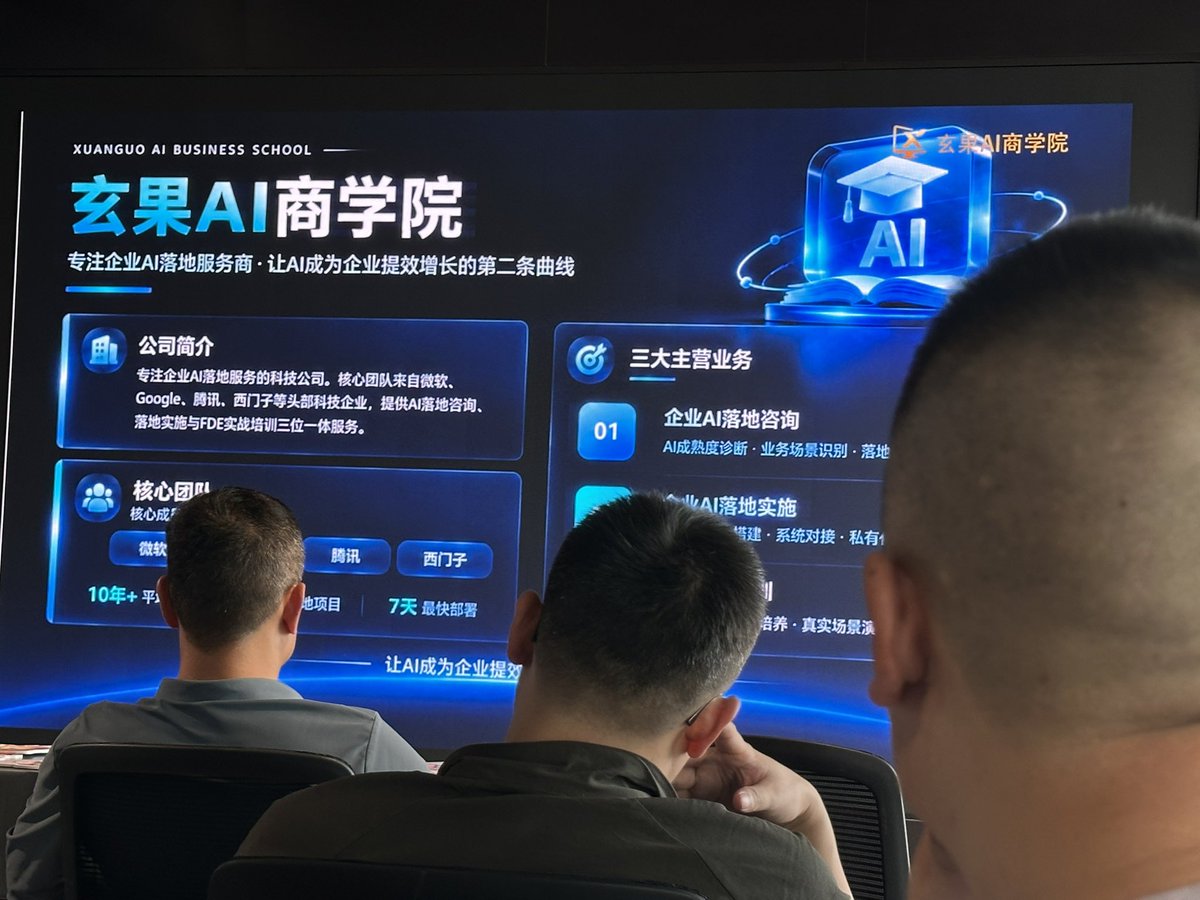 XUANGUO AI BUSINESS SCHOOL
玄果AI商学院
玄果AI商学院
专注企业AI落地服务商 · 让AI成为企业提效增长的第二条曲线
AI
公司简介
专注企业AI落地服务的科技公司。核心团队来自微软、
Google、腾讯、西门子等头部科技企业，提供AI落地咨询、
落地实施与FDE实战培训三位一体服务。
核心团队
核心成
微软
腾讯
西门子
10年+ 平
地项目
7天 最快部署
三大主营业务
01
企业AI落地咨询
AI成熟度诊断 · 业务场景识别 · 落地
企业AI落地实施
搭建 · 系统对接 · 私有
培养 · 真实场景演
让AI成为企业提效